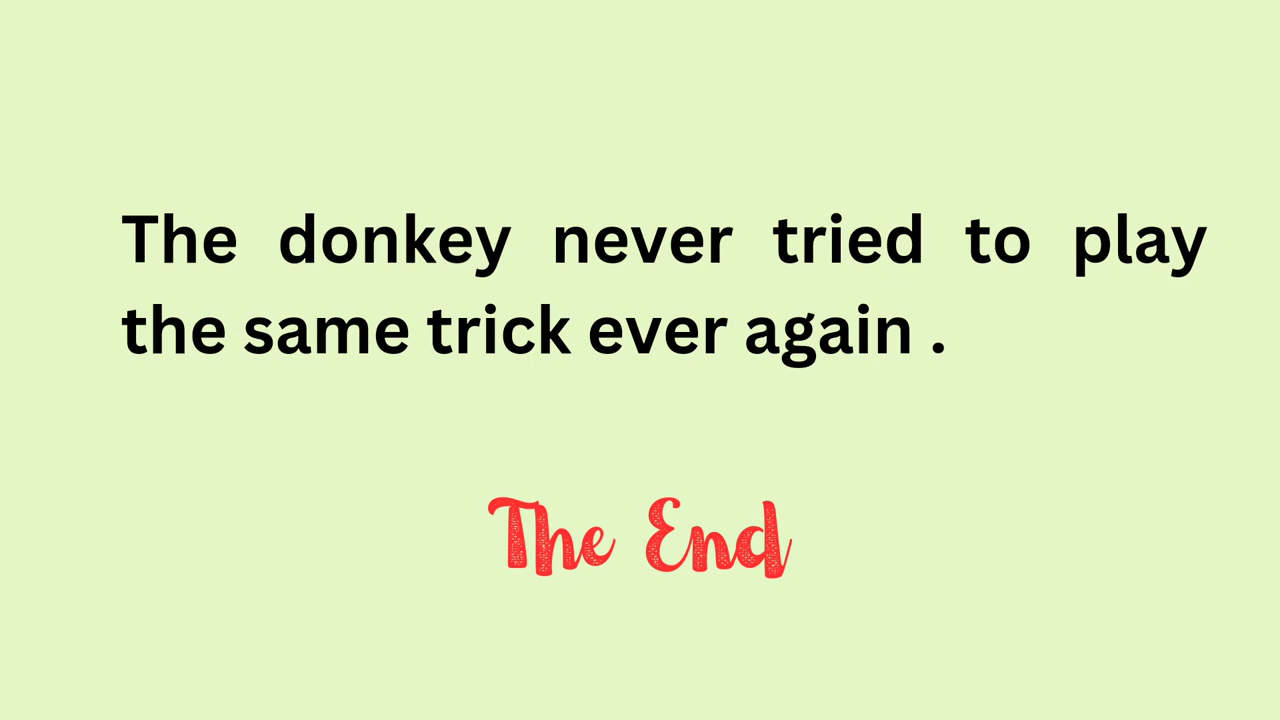 The donkey never tried to play
the same trick ever again .
The End